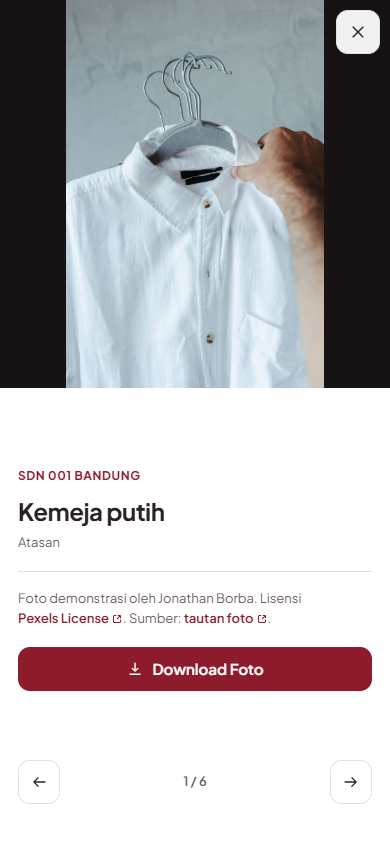 SDN 001 BANDUNG
Kemeja putih
Atasan
Foto demonstrasi oleh Jonathan Borba. Lisensi
Pexels License. Sumber: tautan foto.
Download Foto
1 / 6